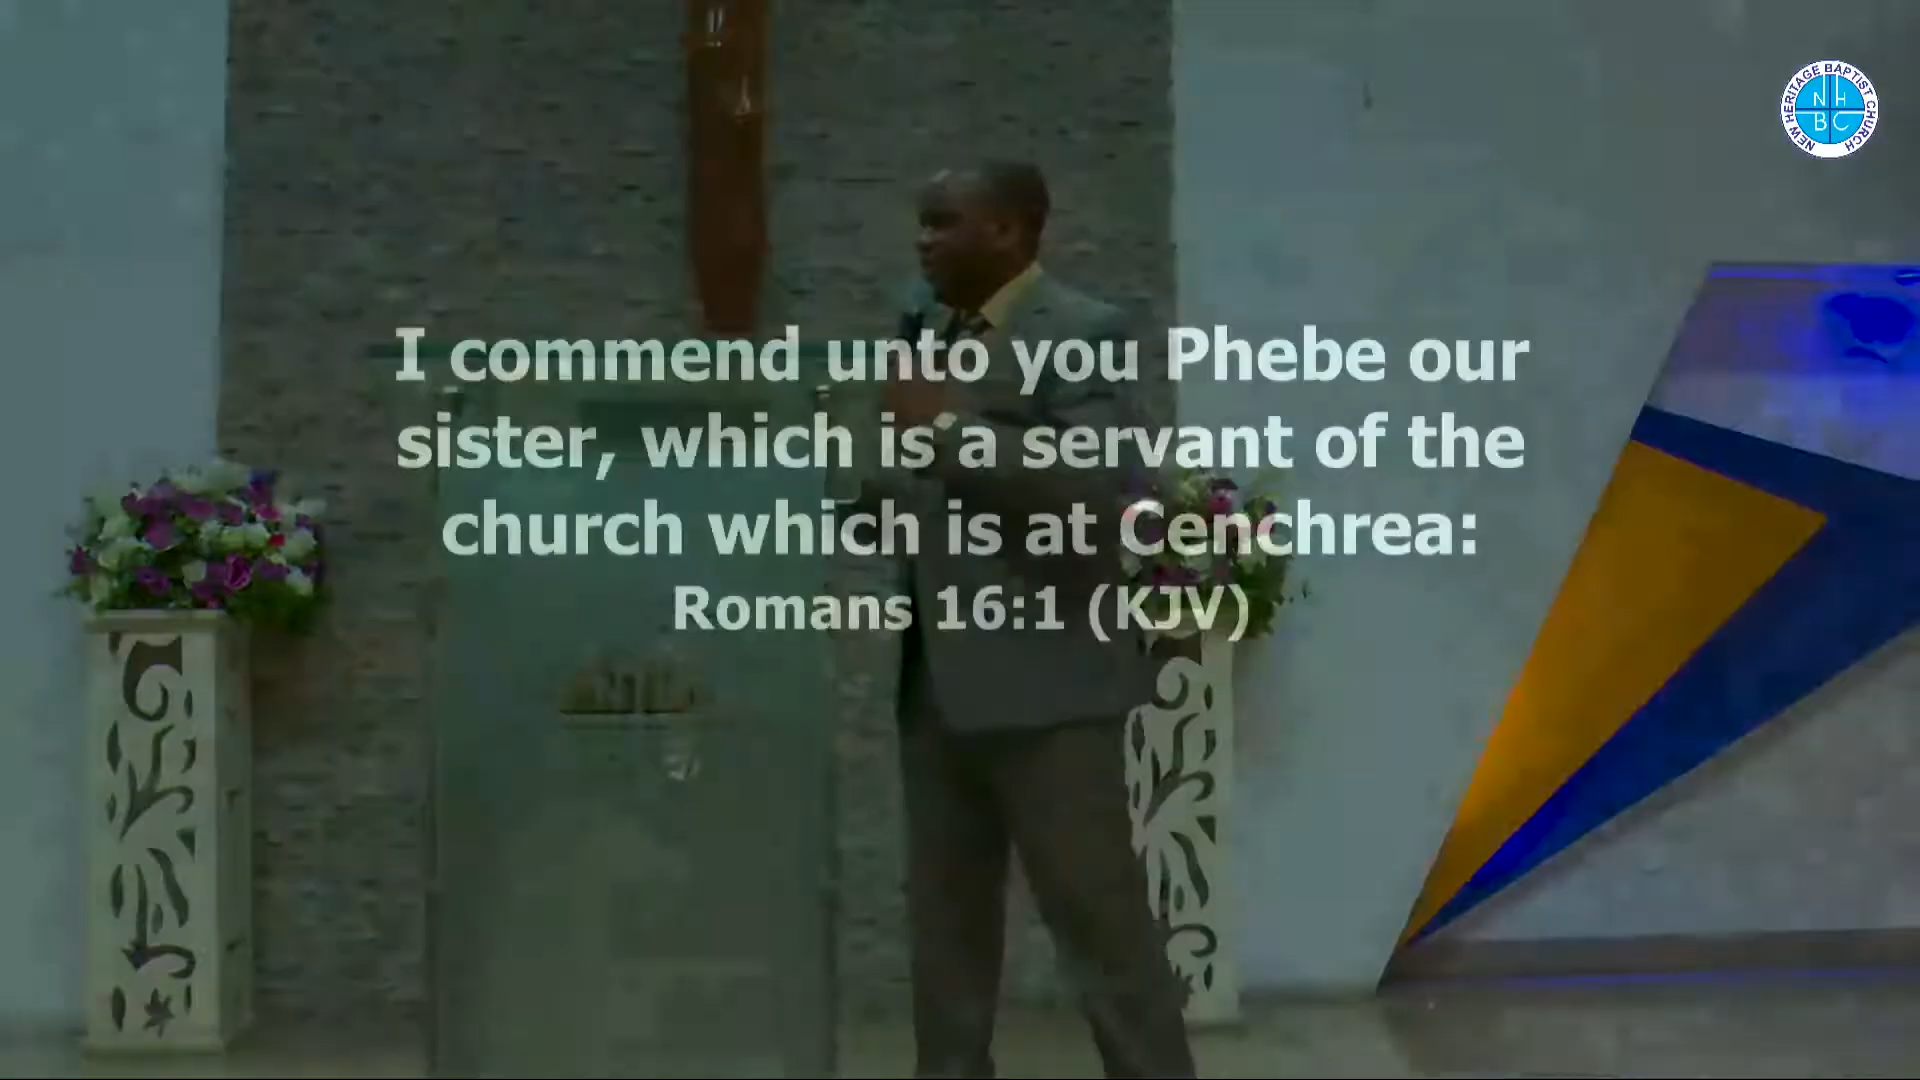 NEW HERITAGE BAPTIST CHURCH
N H
B C
I commend unto you Phebe our
sister, which is a servant of the
church which is at Cenchrea:
Romans 16:1 (KJV)